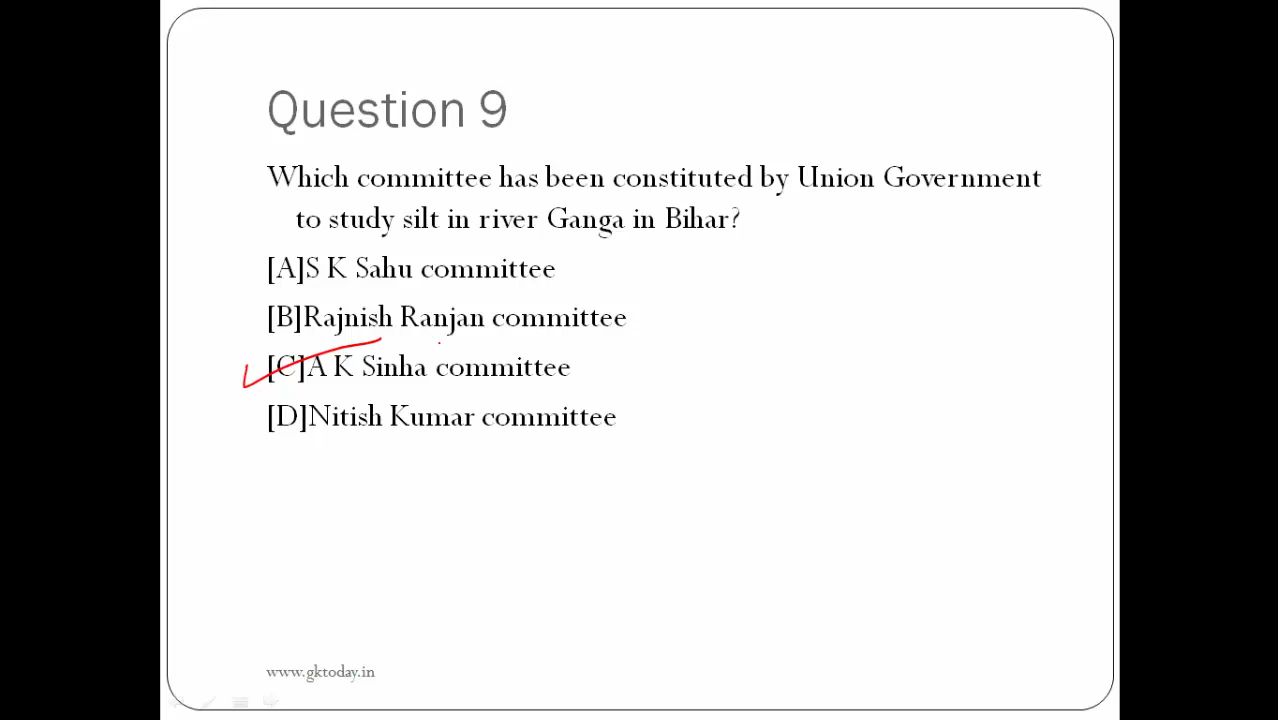 Question 9
Which committee has been constituted by Union Government
to study silt in river Ganga in Bihar?
[A]S K Sahu committee
[B]Rajnish Ranjan committee
[C]A K Sinha committee
[D]Nitish Kumar committee
www.gktoday.in